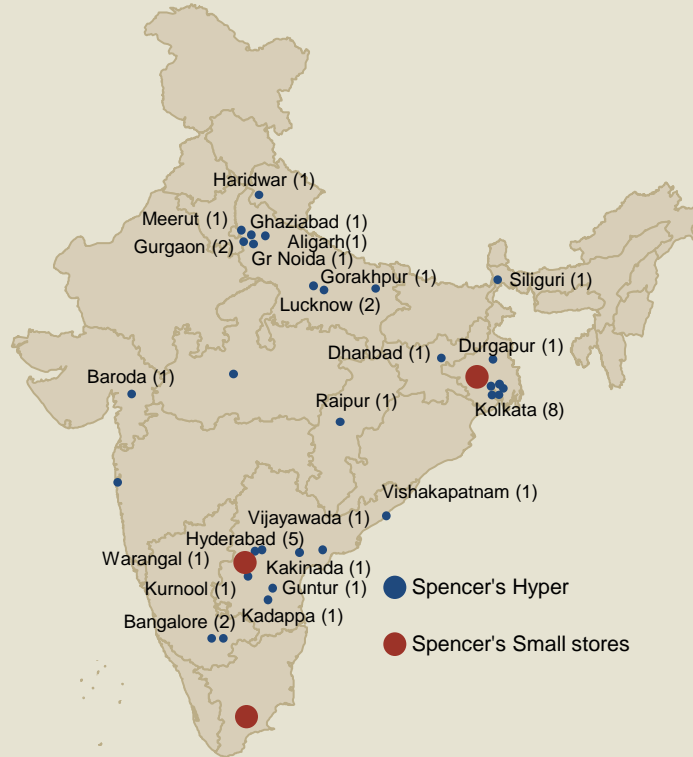 Haridwar (1)
Meerut (1)
Ghaziabad (1)
Gurgaon (2)
Aligarh(1)
Gr Noida (1)
Gorakhpur (1)
Siliguri (1)
Lucknow (2)
Dhanbad (1)
Durgapur (1)
Baroda (1)
Raipur (1)
Kolkata (8)
Vishakapatnam (1)
Vijayawada (1)
Hyderabad (5)
Warangal (1)
Kakinada (1)
Kurnool (1)
Guntur (1)
Spencer's Hyper
Kadappa (1)
Bangalore (2)
Spencer's Small stores